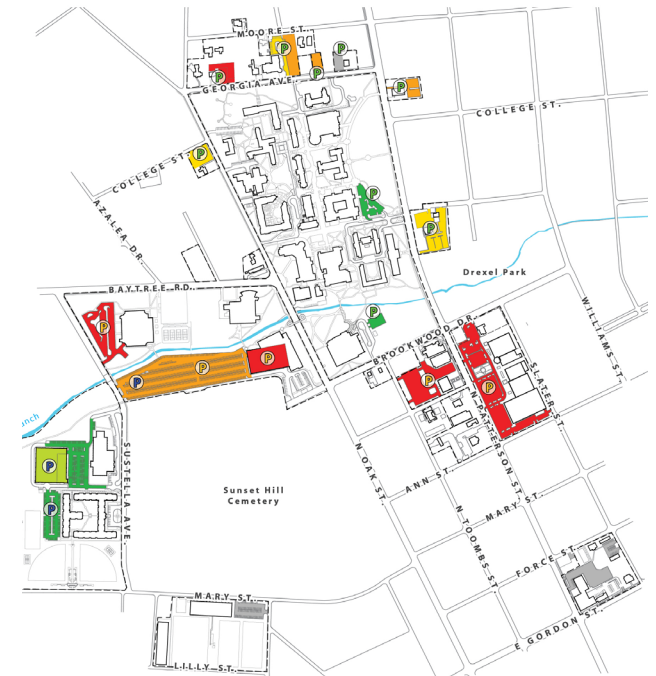 MOORE ST.
P
P
P
P
GEORGIA AVE.
P
COLLEGE ST.
P
COLLEGE ST.
P
AZALEA DR.
P
Drexel Park
BAYTREE RD.
P
WILLIAMS ST.
P
BROOKWOOD DR.
P
P
P
P
P
SLATER ST.
N PATTERSON ST.
SUSTELLA AVE.
N OAK ST.
ANN ST.
P
P
Sunset Hill
Cemetery
MARY ST.
N TOOMBS ST.
FORCE ST.
MARY ST.
E GORDON ST.
LILLY ST.